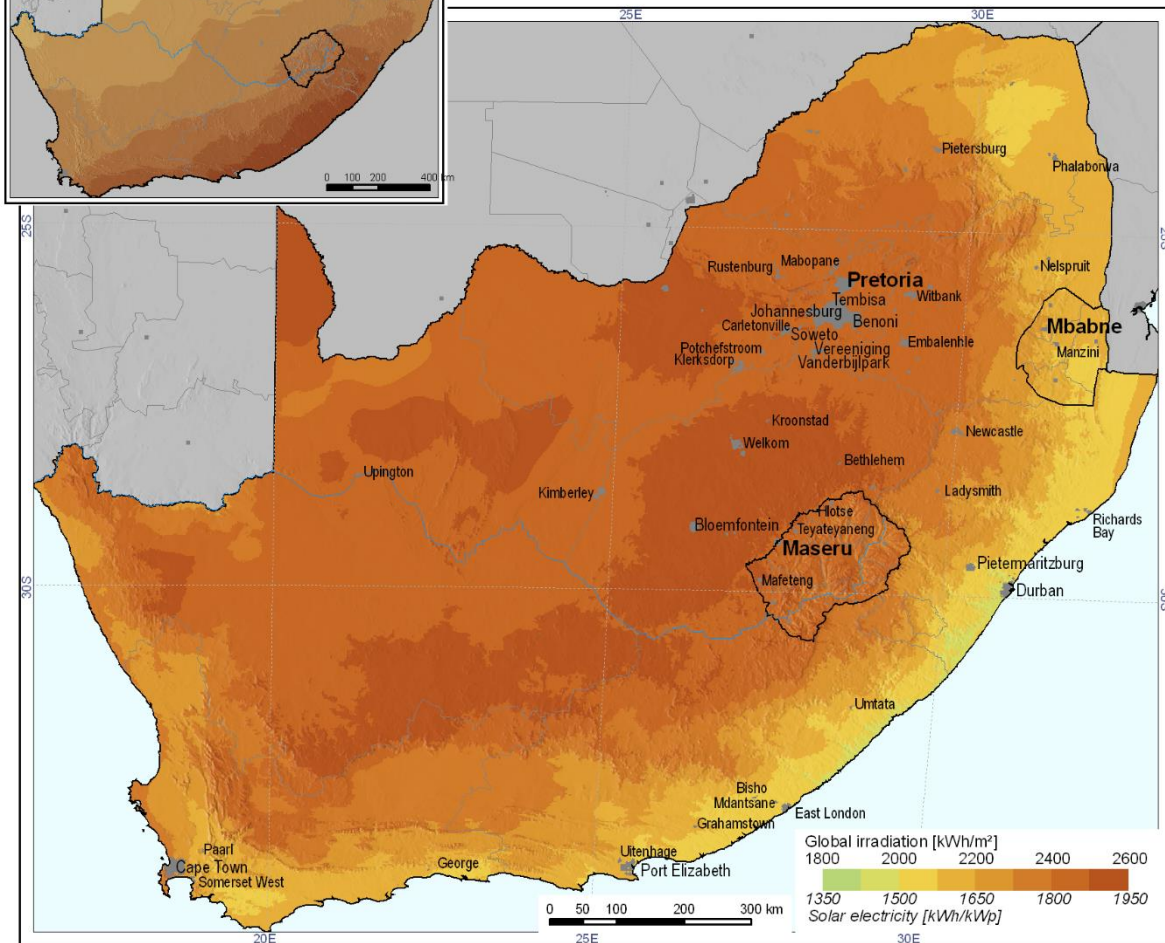 0 100 200 400 km
25E
30E
Pietersburg
Phalaborwa
25S
Nelspruit
Rustenburg
Mabopane
Pretoria
Tembisa
Witbank
Johannesburg
Benoni
Carletonville
Soweto
Mbabne
Potchefstroom
Vereeniging
Embalenhle
Manzini
Klerksdorp
Vanderbijlpark
Kroonstad
Newcastle
Welkom
Bethlehem
Upington
Kimberley
Ladysmith
Hlotse
Bloemfontein
Teyateyaneng
Richards
Bay
Maseru
Pietermaritzburg
Mafeteng
Durban
30S
Umtata
Bisho
Mdantsane
East London
Grahamstown
Paarl
Uitenhage
Cape Town
George
Port Elizabeth
Somerset West
Global irradiation [kWh/m²]
1800 2000 2200 2400 2600
1350 1500 1650 1800 1950
Solar electricity [kWh/kWp]
0 50 100 200 300 km
20E
25E
30E